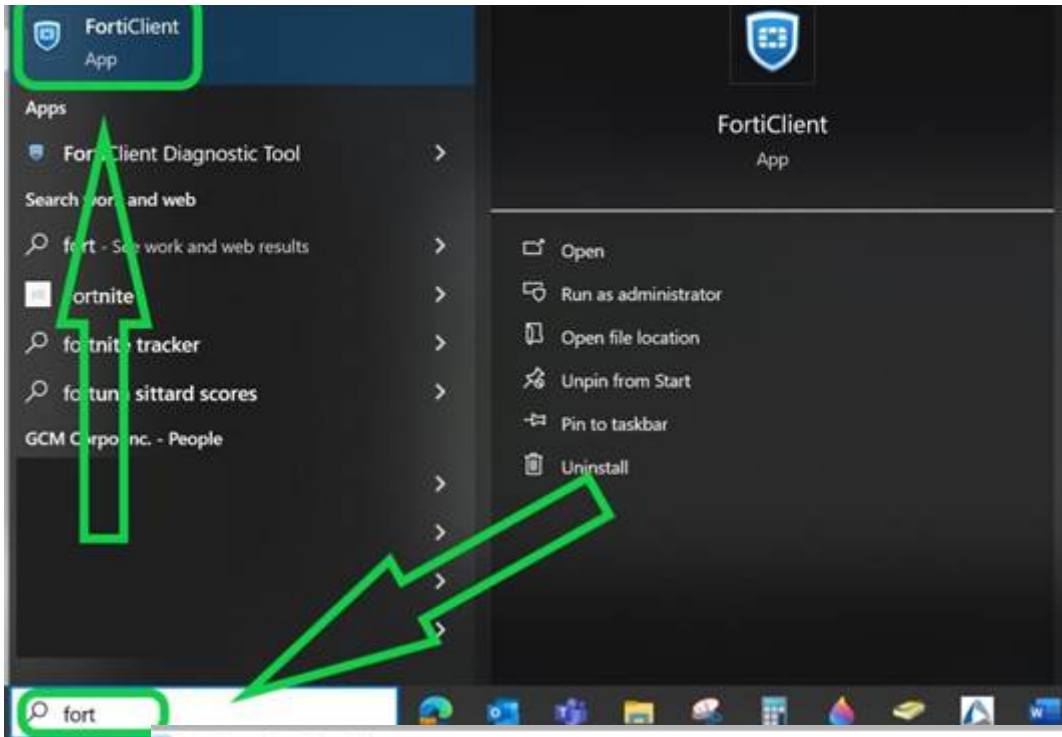 FortiClient
App
Apps
FortiClient Diagnostic Tool
Search work and web
fort - See work and web results
fortnite
fortnite tracker
fortuna sittard scores
GCM Corpo Inc. - People
fort
FortiClient
App
Open
Run as administrator
Open file location
Unpin from Start
Pin to taskbar
Uninstall